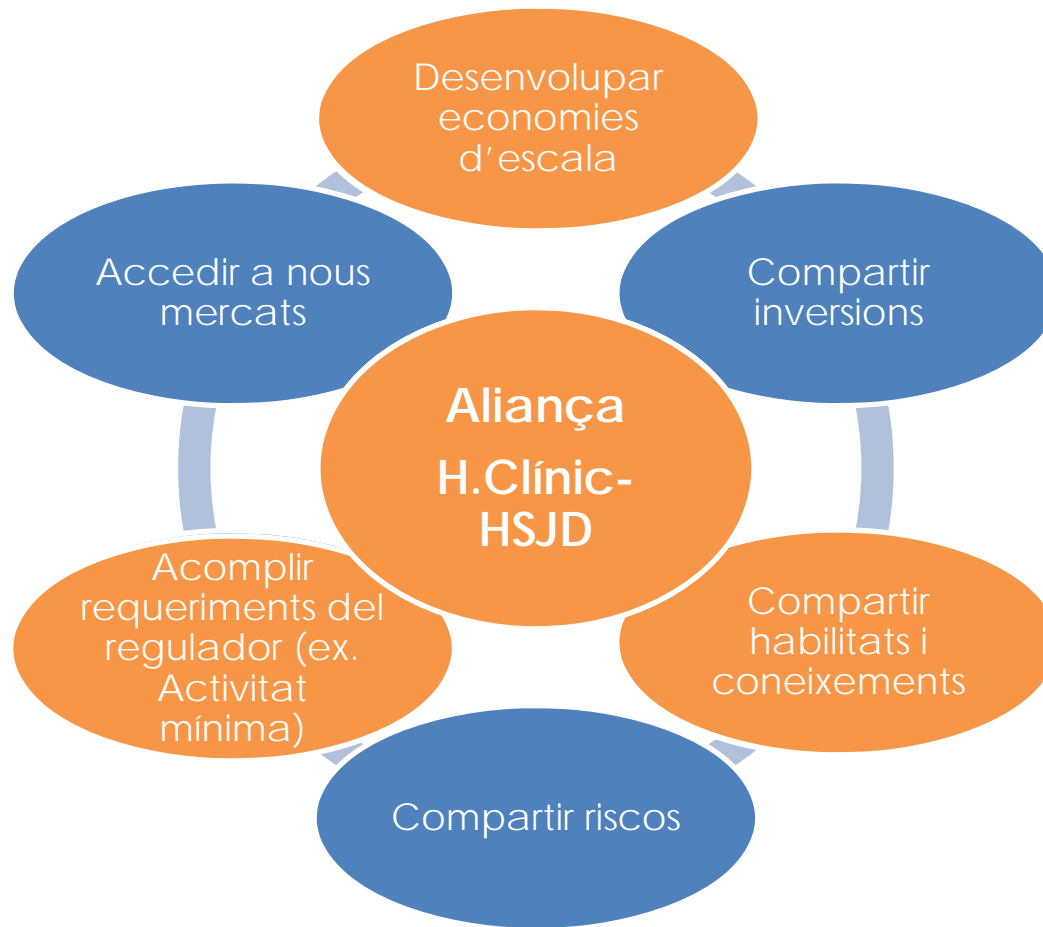 Desenvolupar
economies
d’escala
Accedir a nous
mercats
Compartir
inversions
Aliança
H.Clínic-
HSJD
Acomplir
requeriments del
regulador (ex.
Activitat
mínima)
Compartir
habilitats i
coneixements
Compartir riscos